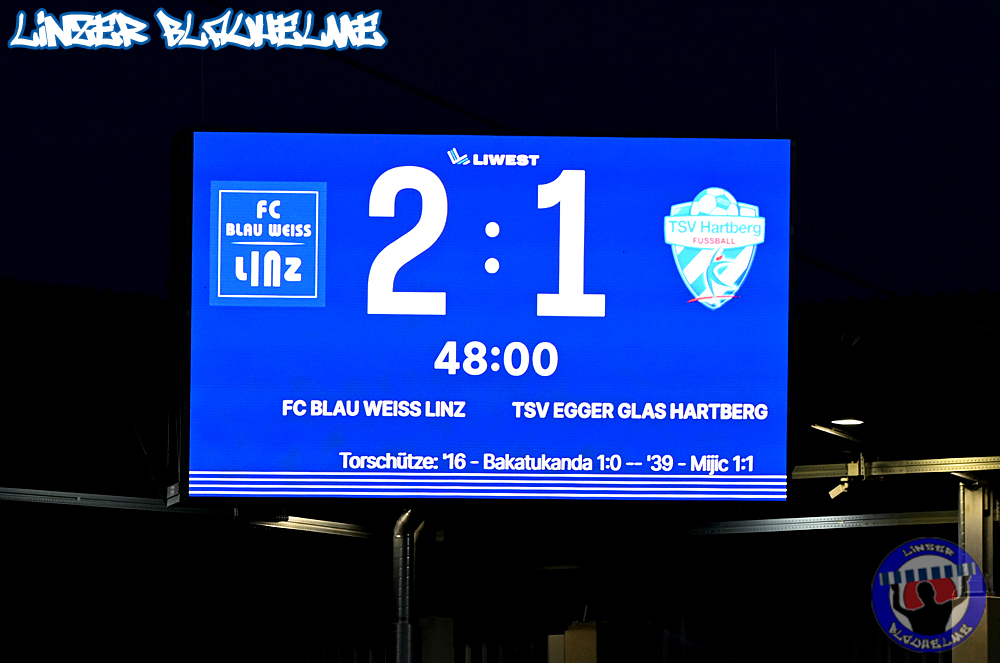 LINZER BLAUHELME
LIWEST
2 : 1
FC
BLAU WEISS
LINZ
TSV Hartberg
FUSSBALL
48:00
FC BLAU WEISS LINZ
TSV EGGER GLAS HARTBERG
Torschütze: '16 - Bakatukanda 1:0 -- '39 - Mijic 1:1
LINZER
BLAUHELME